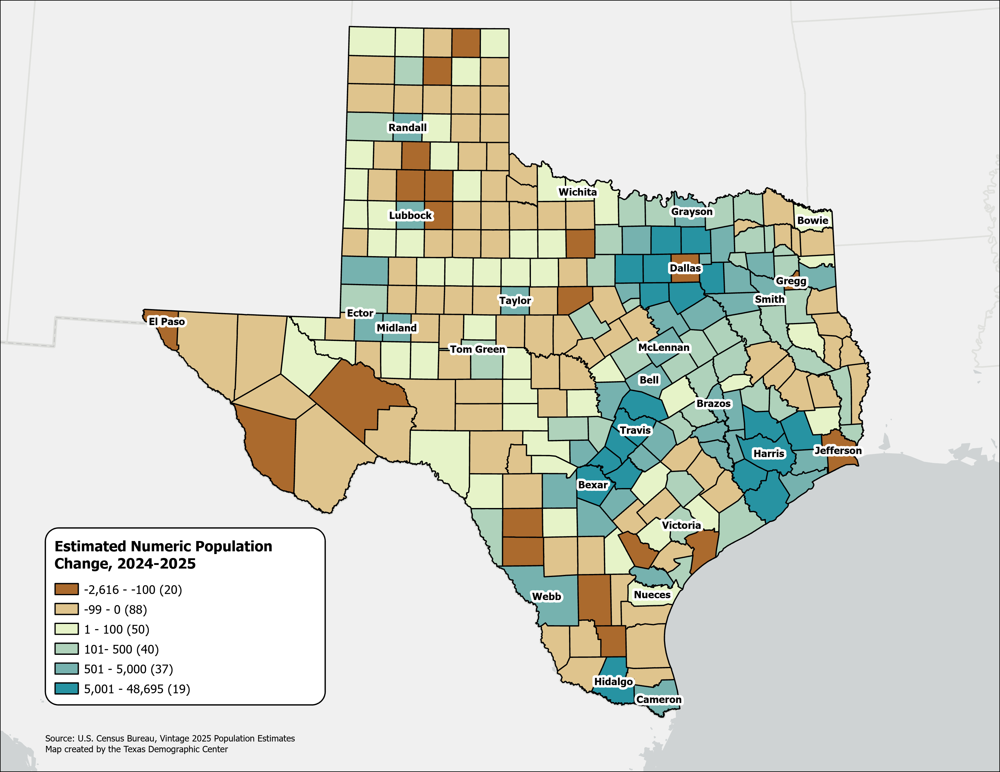 Randall
Wichita
Grayson
Lubbock
Bowie
Dallas
Gregg
Smith
Taylor
Ector
El Paso
Midland
Tom Green
McLennan
Bell
Brazos
Travis
Jefferson
Harris
Bexar
Victoria
Nueces
Webb
Hidalgo
Cameron
Estimated Numeric Population
Change, 2024-2025
-2,616 - -100 (20)
-99 - 0 (88)
1 - 100 (50)
101- 500 (40)
501 - 5,000 (37)
5,001 - 48,695 (19)
Source: U.S. Census Bureau, Vintage 2025 Population Estimates
Map created by the Texas Demographic Center